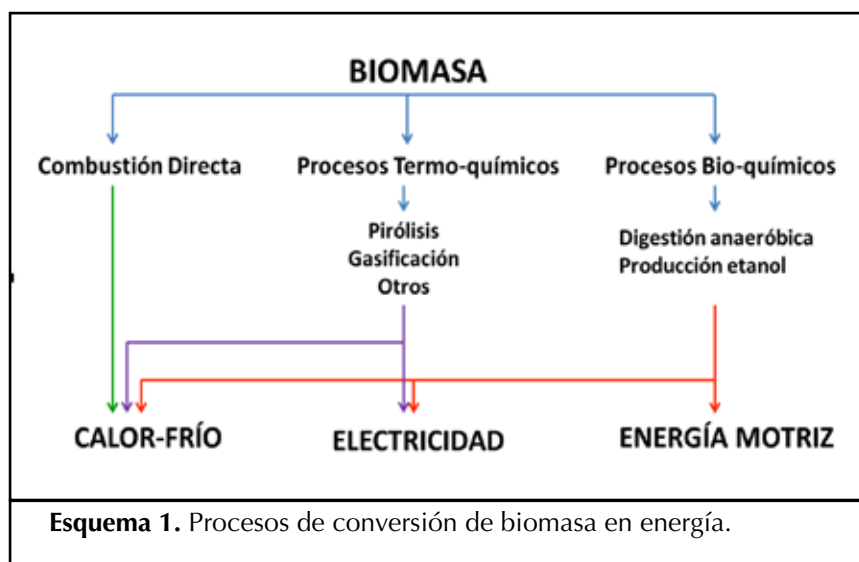 BIOMASA
Combustión Directa
Procesos Termo-químicos
Procesos Bio-químicos
Pirólisis
Gasificación
Otros
Digestión anaeróbica
Producción etanol
CALOR-FRÍO
ELECTRICIDAD
ENERGÍA MOTRIZ
Esquema 1. Procesos de conversión de biomasa en energía.